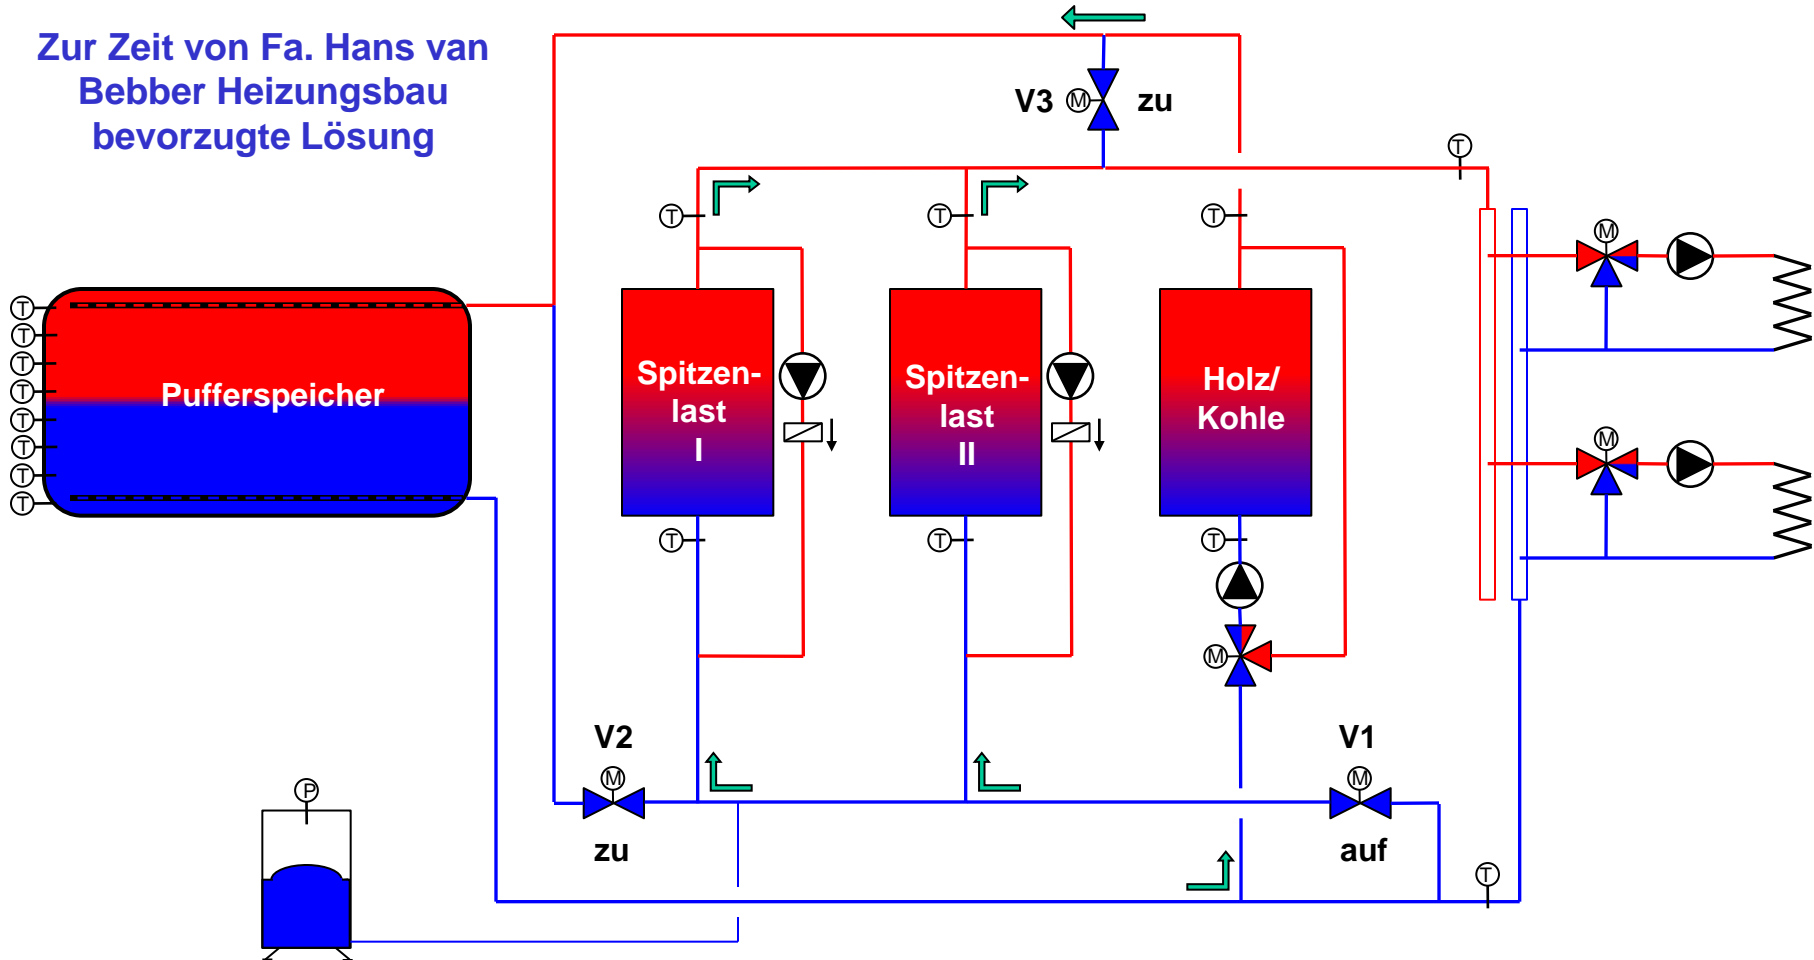 Zur Zeit von Fa. Hans van
Bebber Heizungsbau
bevorzugte Lösung
V3
M
zu
T
T
T
T
M
M
T
T
T
T
T
T
T
T
Pufferspeicher
Spitzen-
last
I
Spitzen-
last
II
Holz/
Kohle
T
T
T
M
V2
M
zu
V1
M
auf
P
T